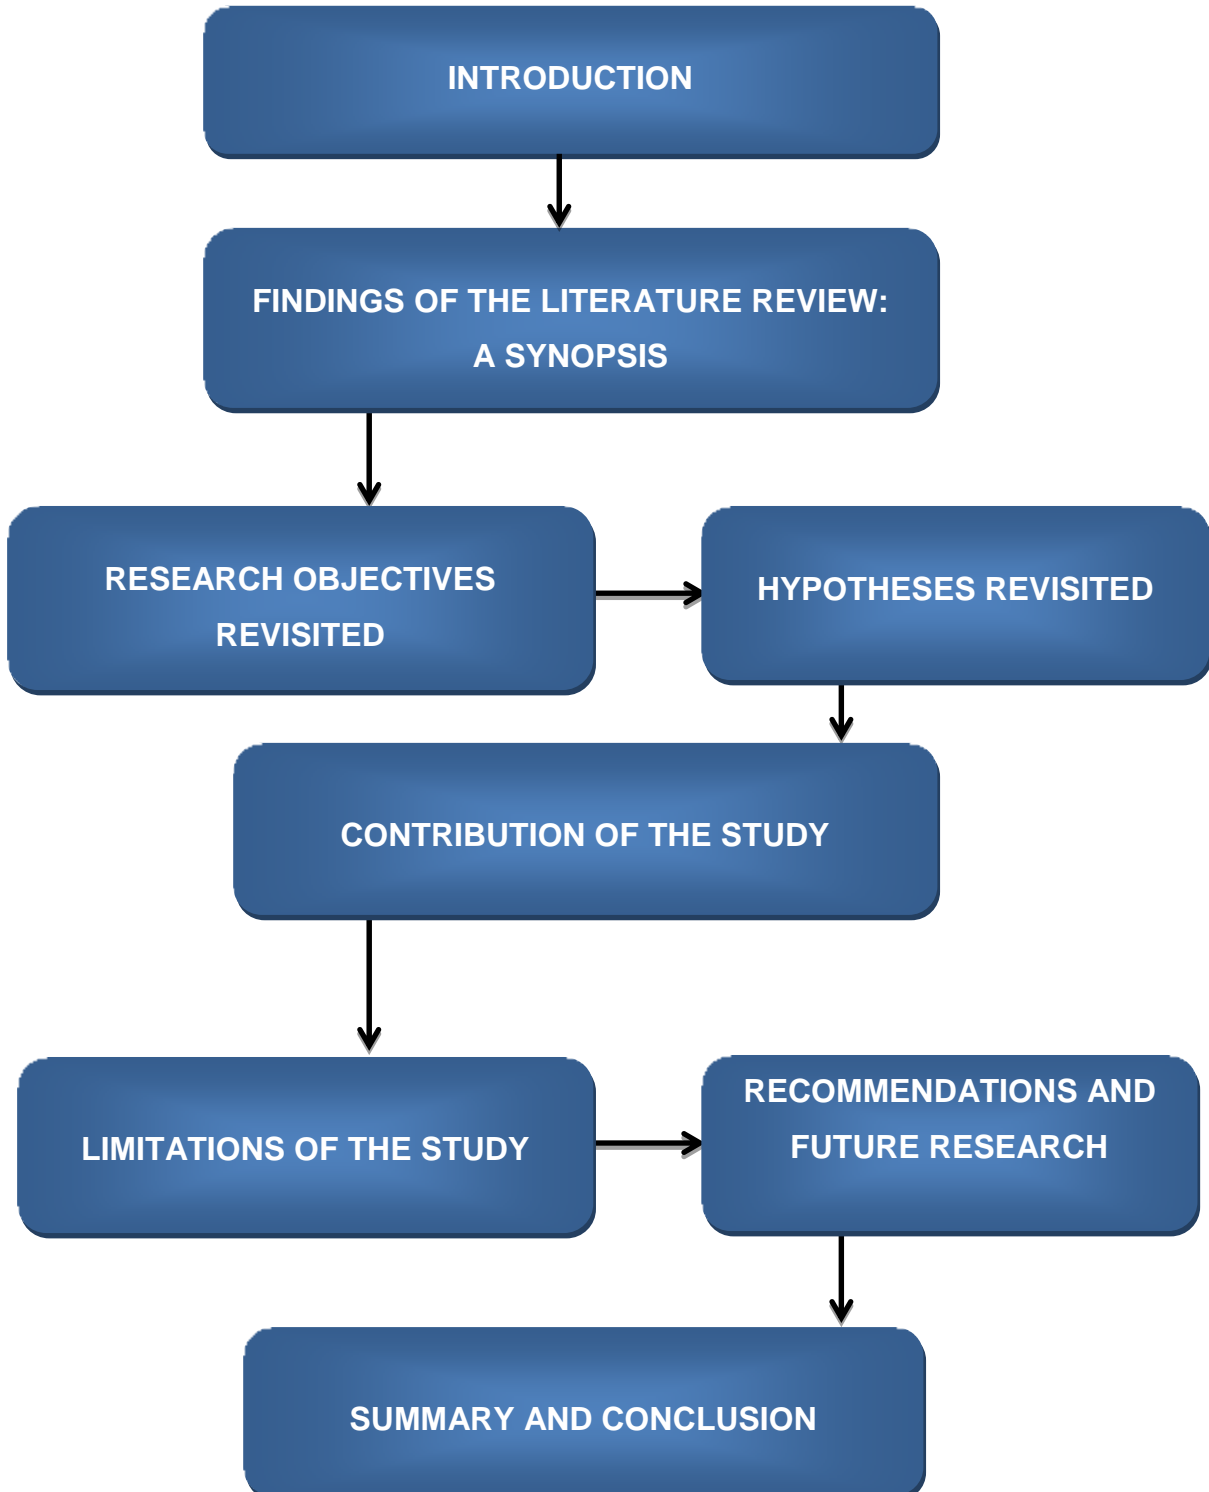 INTRODUCTION
FINDINGS OF THE LITERATURE REVIEW:
A SYNOPSIS
RESEARCH OBJECTIVES
REVISITED
HYPOTHESES REVISITED
CONTRIBUTION OF THE STUDY
LIMITATIONS OF THE STUDY
RECOMMENDATIONS AND
FUTURE RESEARCH
SUMMARY AND CONCLUSION